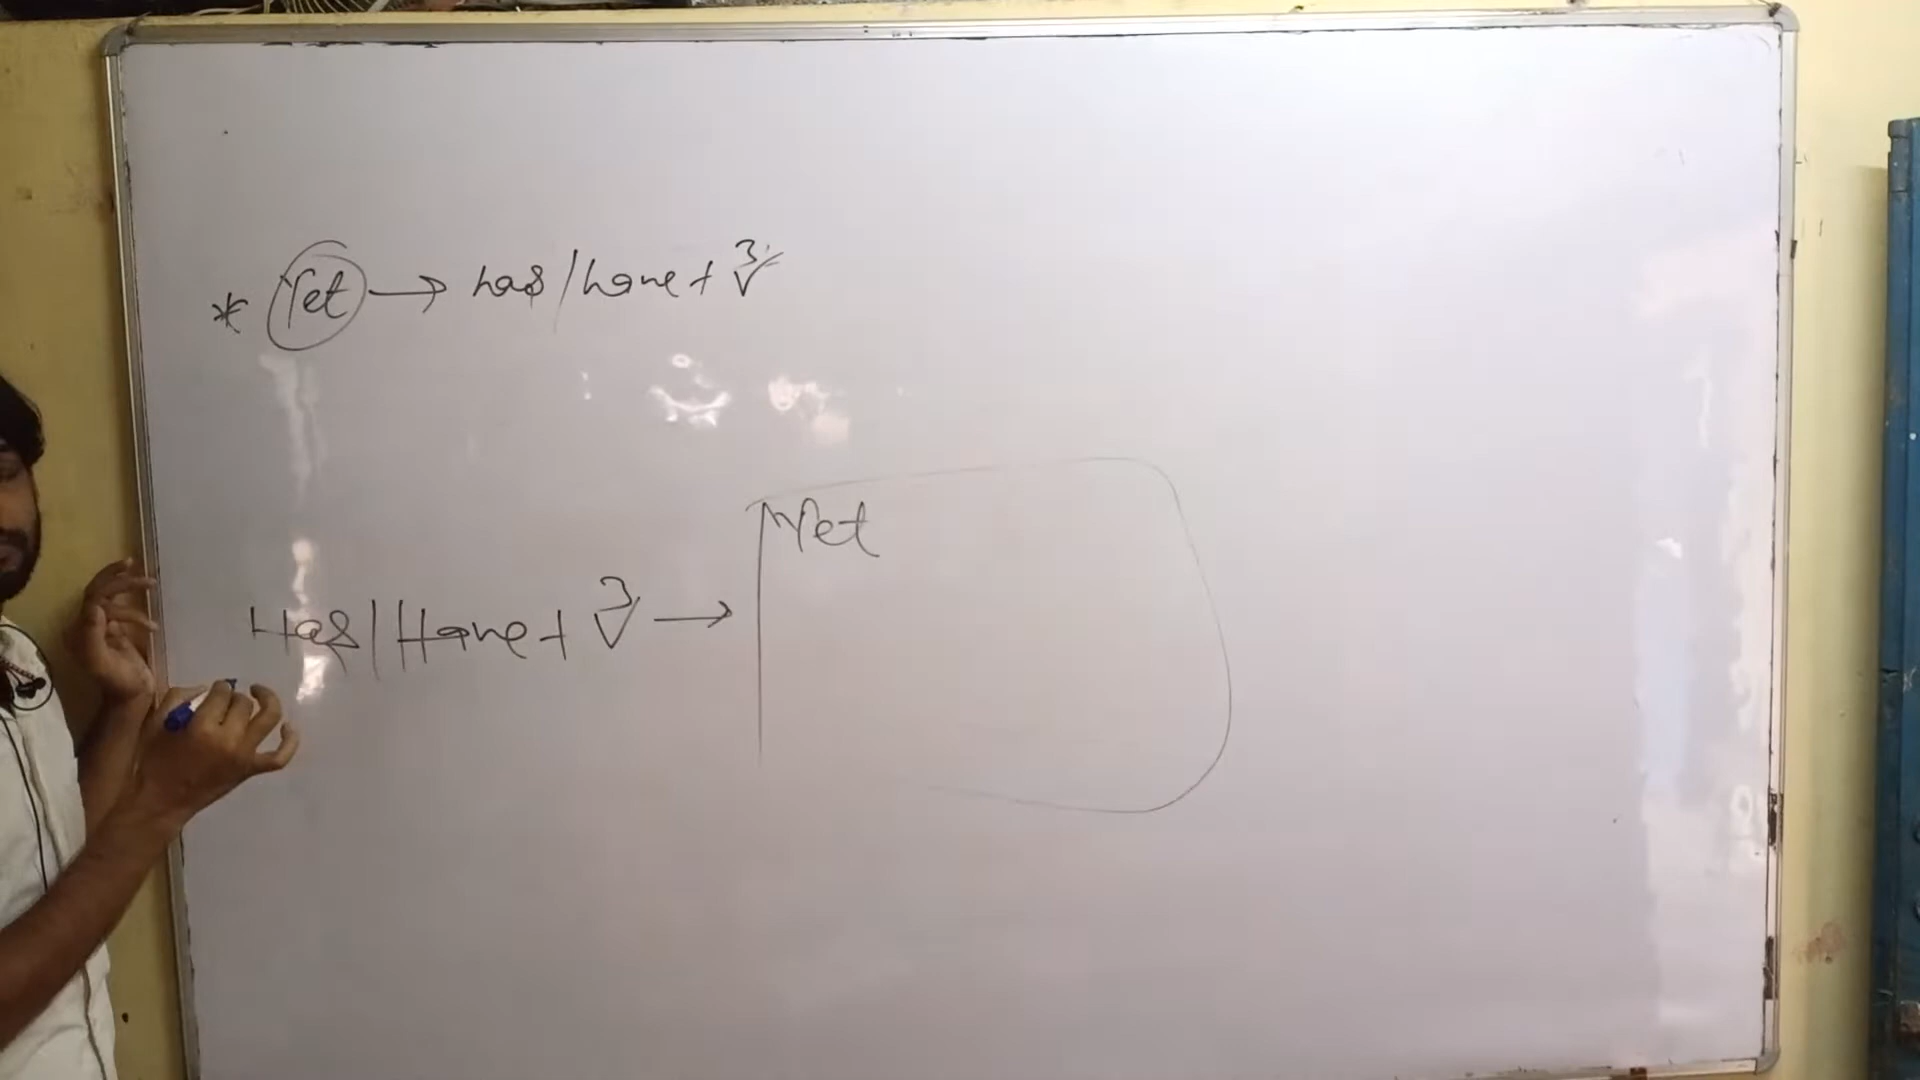 * Yet → has/have + V3
Yet
Has/Have + V3 →